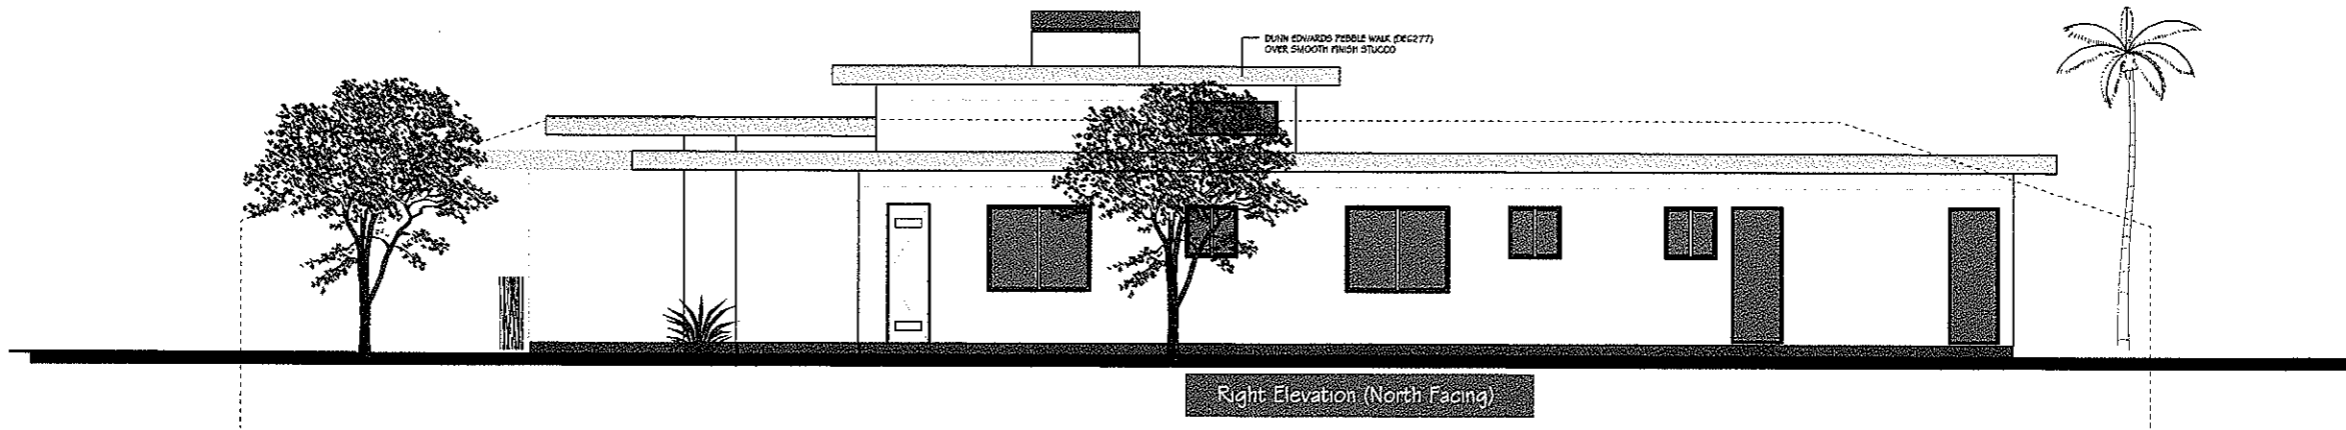 DUNN EDWARDS PEBBLE WALK (DE6277)
OVER SMOOTH FINISH STUCCO
Right Elevation (North Facing)